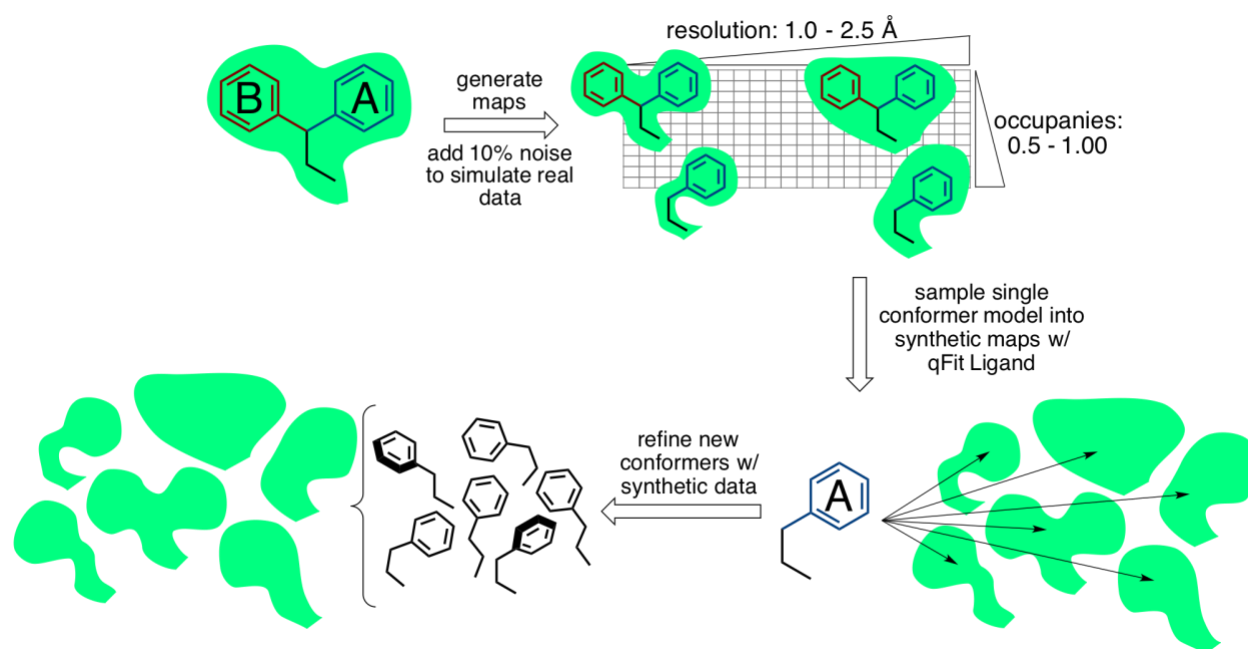 resolution: 1.0 - 2.5 Å
B
A
generate
maps
add 10% noise
to simulate real
data
occupanies:
0.5 - 1.00
sample single
conformer model into
synthetic maps w/
qFit Ligand
refine new
conformers w/
synthetic data
A